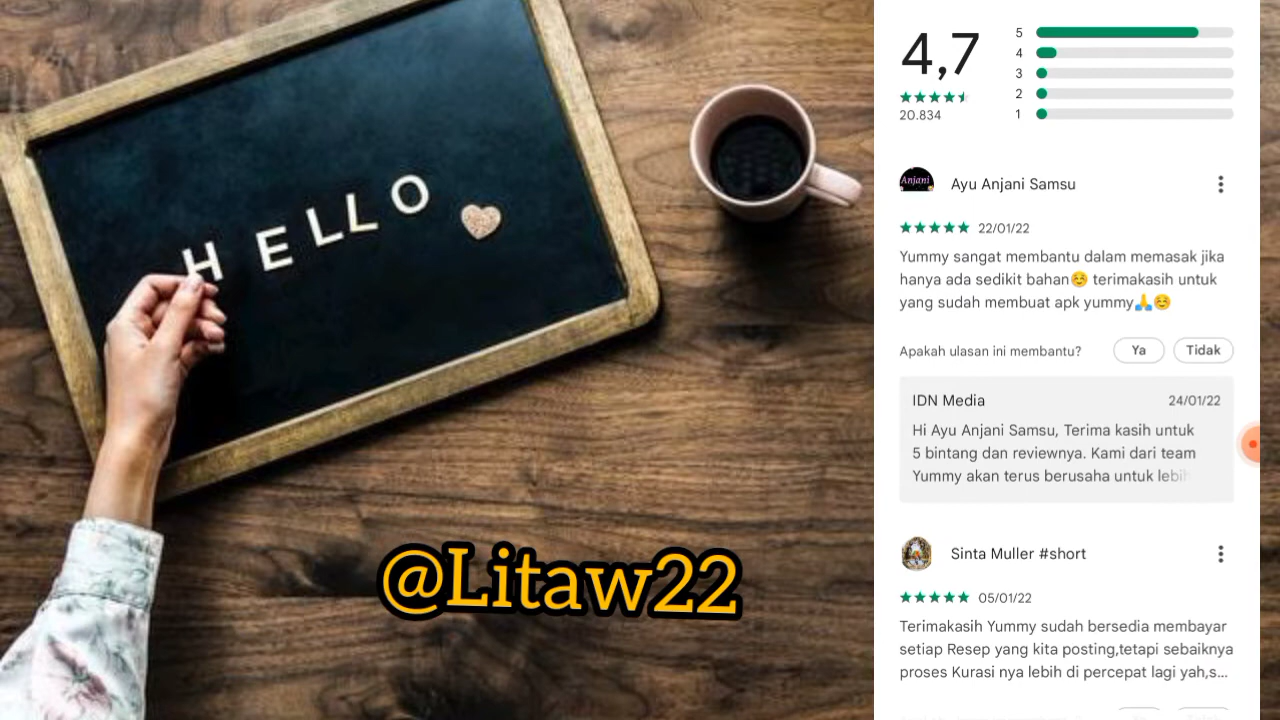 HELLO
@Litaw22
4,7
20.834
5
4
3
2
1
Anjani
Ayu Anjani Samsu
22/01/22
Yummy sangat membantu dalam memasak jika
hanya ada sedikit bahan☺️ terimakasih untuk
yang sudah membuat apk yummy🙏☺️
Apakah ulasan ini membantu?
Ya
Tidak
IDN Media
24/01/22
Hi Ayu Anjani Samsu, Terima kasih untuk
5 bintang dan reviewnya. Kami dari team
Yummy akan terus berusaha untuk lebih
Sinta Muller #short
05/01/22
Terimakasih Yummy sudah bersedia membayar
setiap Resep yang kita posting,tetapi sebaiknya
proses Kurasi nya lebih di percepat lagi yah,s...